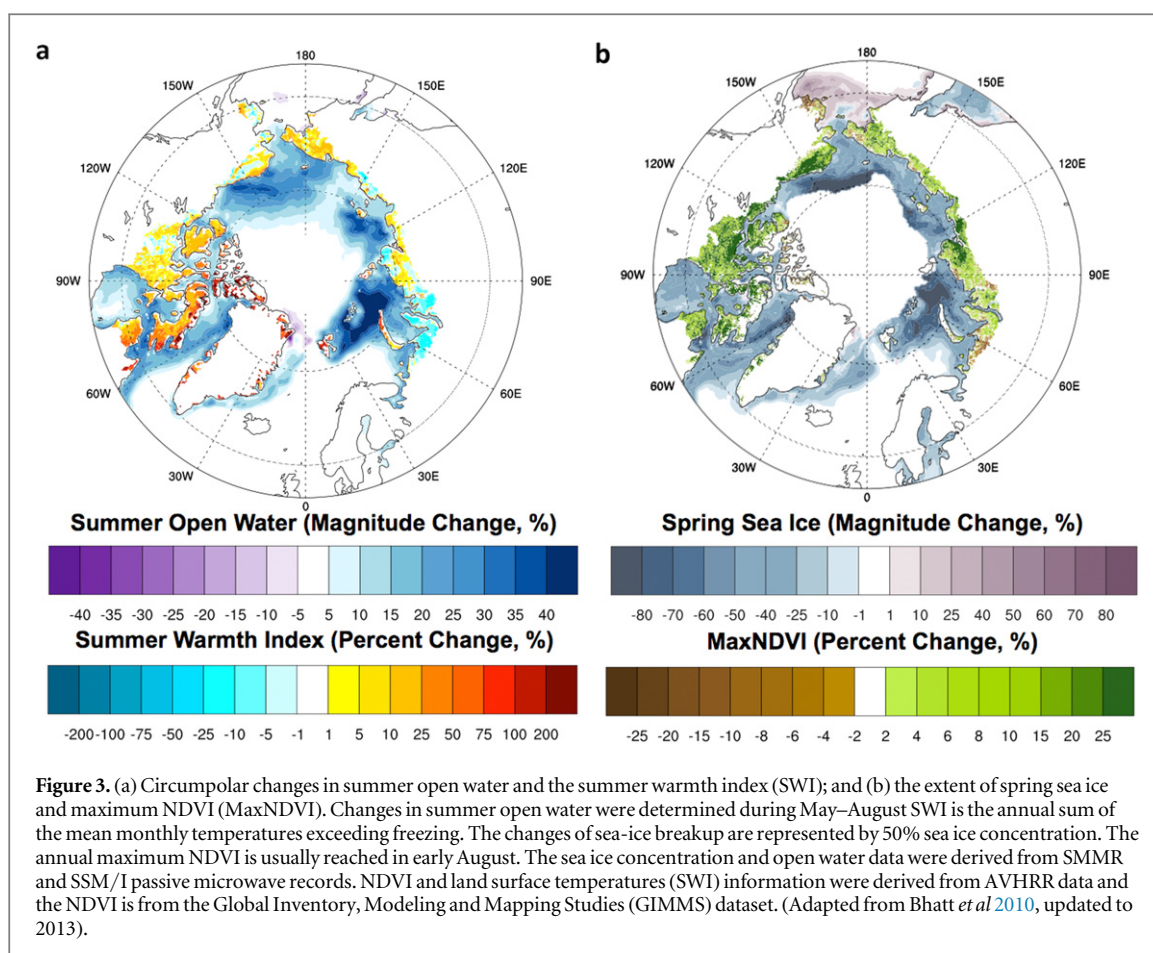 a
b
180
150W
150E
120W
120E
90W
90E
60W
60E
30W
30E
0
180
150W
150E
120W
120E
90W
90E
60W
60E
30W
30E
0
Summer Open Water (Magnitude Change, %)
-40 -35 -30 -25 -20 -15 -10 -5 5 10 15 20 25 30 35 40
Summer Warmth Index (Percent Change, %)
-200 -100 -75 -50 -25 -10 -5 -1 1 5 10 25 50 75 100 200
Spring Sea Ice (Magnitude Change, %)
-80 -70 -60 -50 -40 -20 -10 -1 1 10 25 40 50 60 70 80
MaxNDVI (Percent Change, %)
-25 -20 -15 -10 -8 -6 -4 -2 2 4 6 8 10 15 20 25
Figure 3. (a) Circumpolar changes in summer open water and the summer warmth index (SWI); and (b) the extent of spring sea ice
and maximum NDVI (MaxNDVI). Changes in summer open water were determined during May–August SWI is the annual sum of
the mean monthly temperatures exceeding freezing. The changes of sea-ice breakup are represented by 50% sea ice concentration. The
annual maximum NDVI is usually reached in early August. The sea ice concentration and open water data were derived from SMMR
and SSM/I passive microwave records. NDVI and land surface temperatures (SWI) information were derived from AVHRR data and
the NDVI is from the Global Inventory, Modeling and Mapping Studies (GIMMS) dataset. (Adapted from Bhatt et al 2010, updated to
2013).